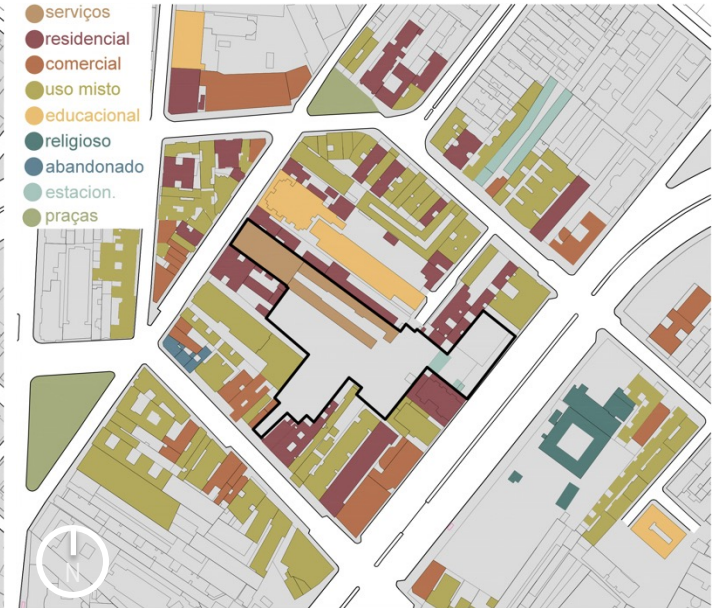 serviços
residencial
comercial
uso misto
educacional
religioso
abandonado
estacion.
praças
N